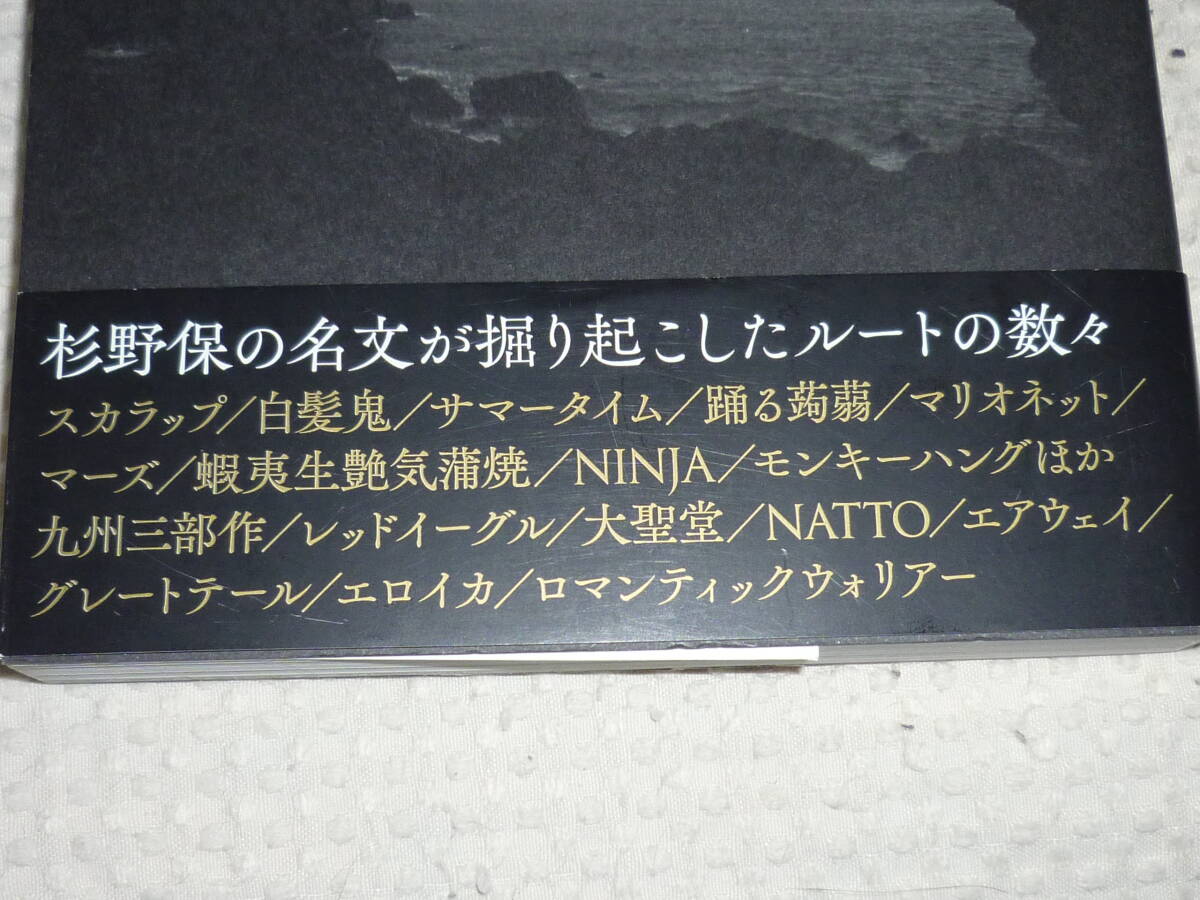 杉野保の名文が掘り起こしたルートの数々
スカラップ/白髪鬼/サマータイム/踊る蒟蒻/マリオネット/
マーズ/蝦夷生艶気蒲焼/NINJA/モンキーハングほか
九州三部作/レッドイーグル/大聖堂/NATTO/エアウェイ/
グレートテール/エロイカ/ロマンティックウォリアー